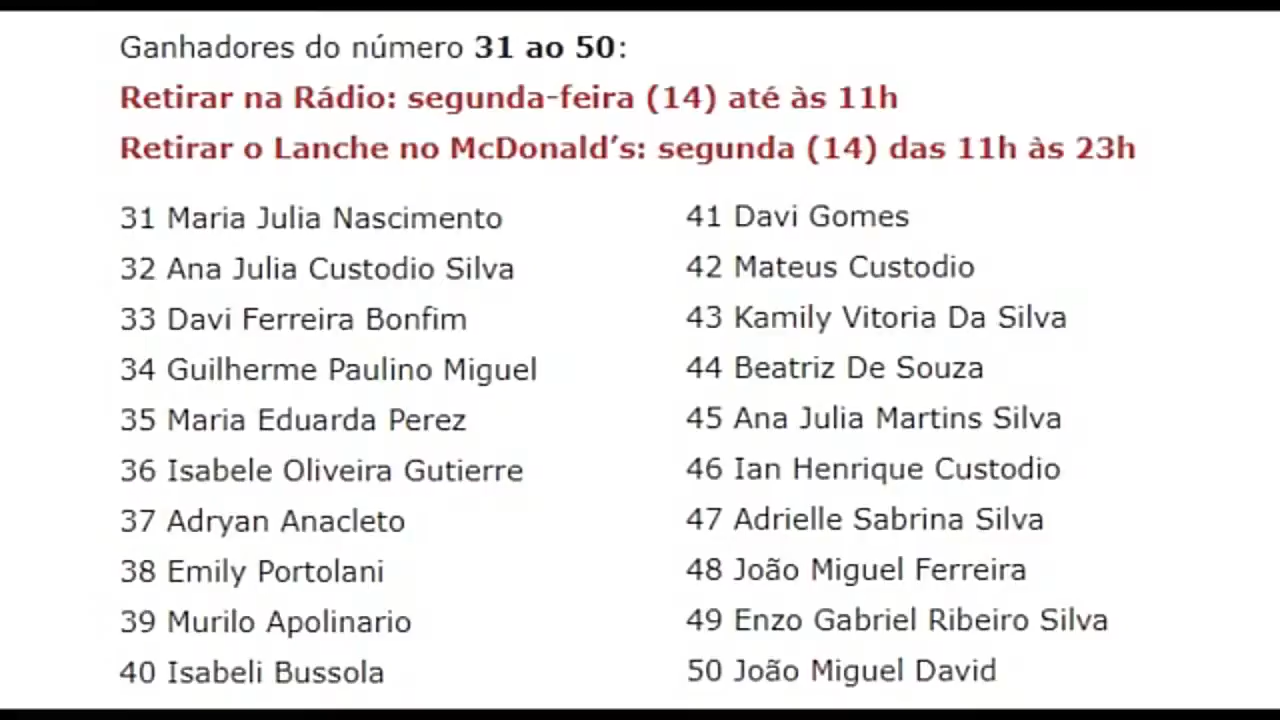 Ganhadores do número 31 ao 50:
Retirar na Rádio: segunda-feira (14) até às 11h
Retirar o Lanche no McDonald’s: segunda (14) das 11h às 23h
31 Maria Julia Nascimento
32 Ana Julia Custodio Silva
33 Davi Ferreira Bonfim
34 Guilherme Paulino Miguel
35 Maria Eduarda Perez
36 Isabele Oliveira Gutierre
37 Adryan Anacleto
38 Emily Portolani
39 Murilo Apolinario
40 Isabeli Bussola
41 Davi Gomes
42 Mateus Custodio
43 Kamily Vitoria Da Silva
44 Beatriz De Souza
45 Ana Julia Martins Silva
46 Ian Henrique Custodio
47 Adrielle Sabrina Silva
48 João Miguel Ferreira
49 Enzo Gabriel Ribeiro Silva
50 João Miguel David